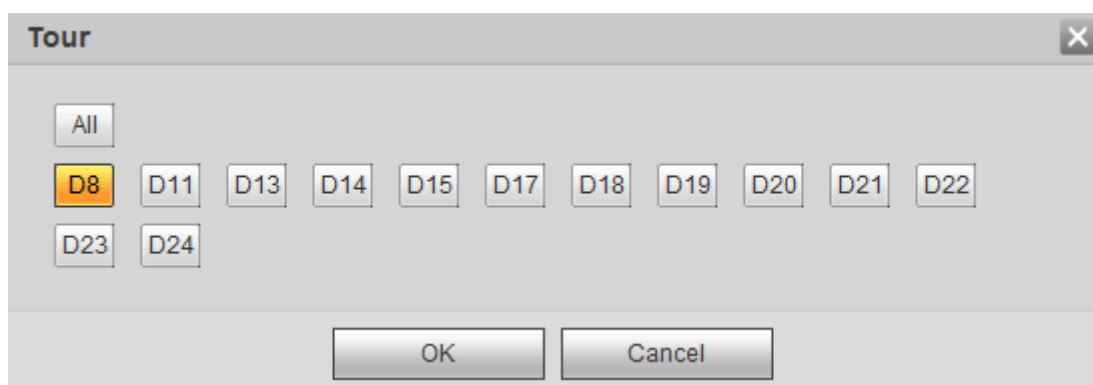 Tour
All
D8 D11 D13 D14 D15 D17 D18 D19 D20 D21 D22
D23 D24
OK Cancel